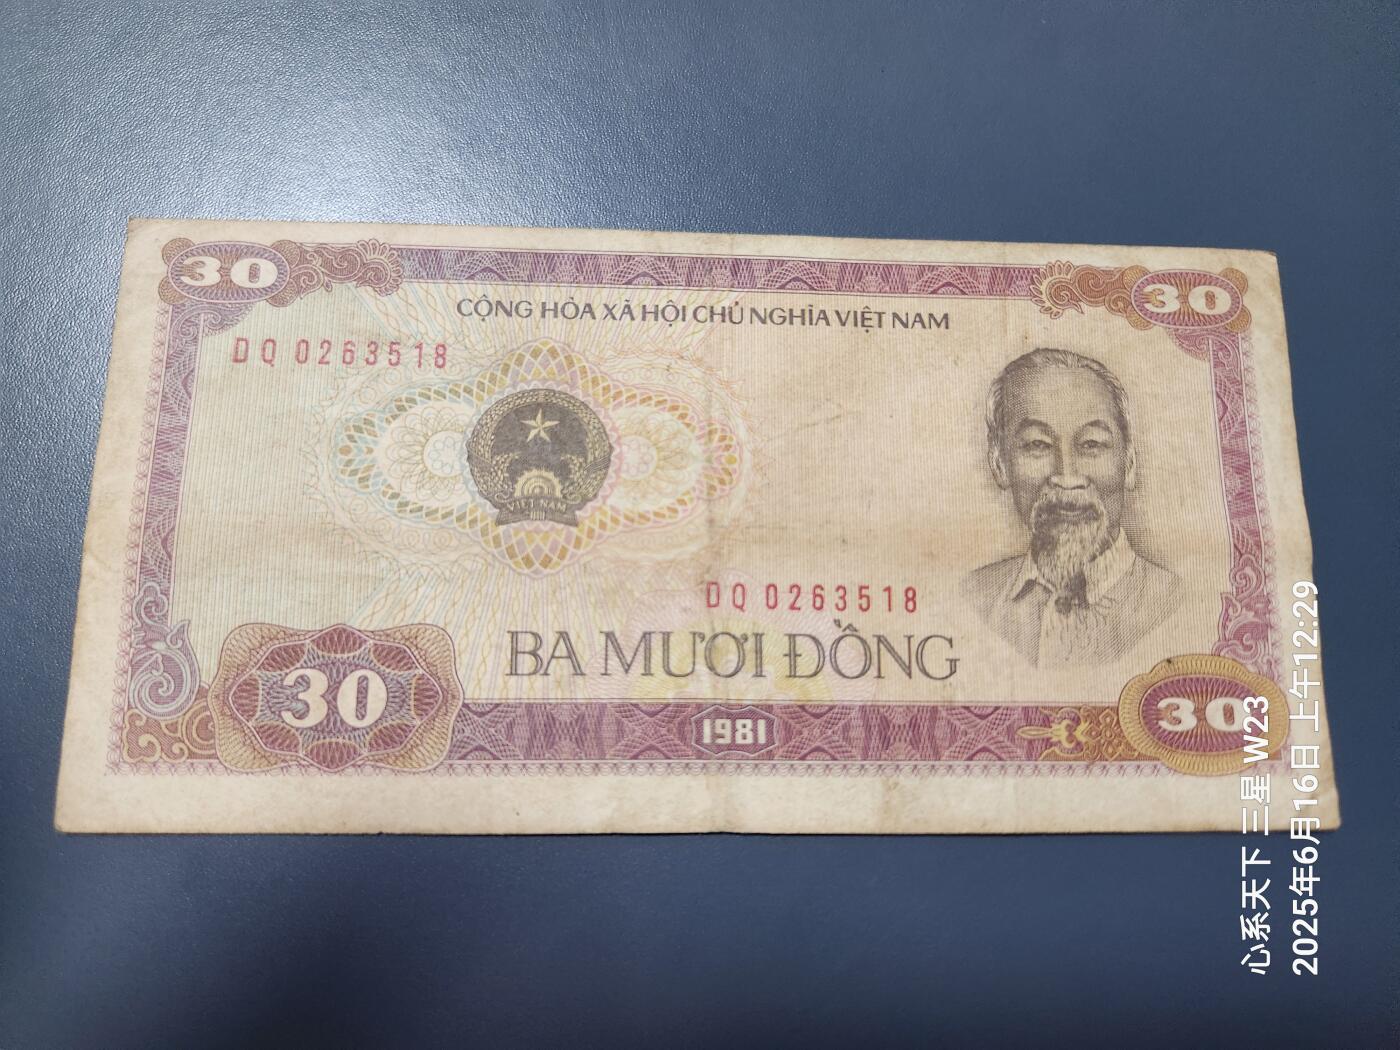 30
30
CỘNG HÒA XÃ HỘI CHỦ NGHĨA VIỆT NAM
DQ 0263518
VIỆT NAM
DQ 0263518
BA MƯƠI ĐỒNG
30
1981
30
心系天下 三星 W23
2025年6月16日 上午12:29